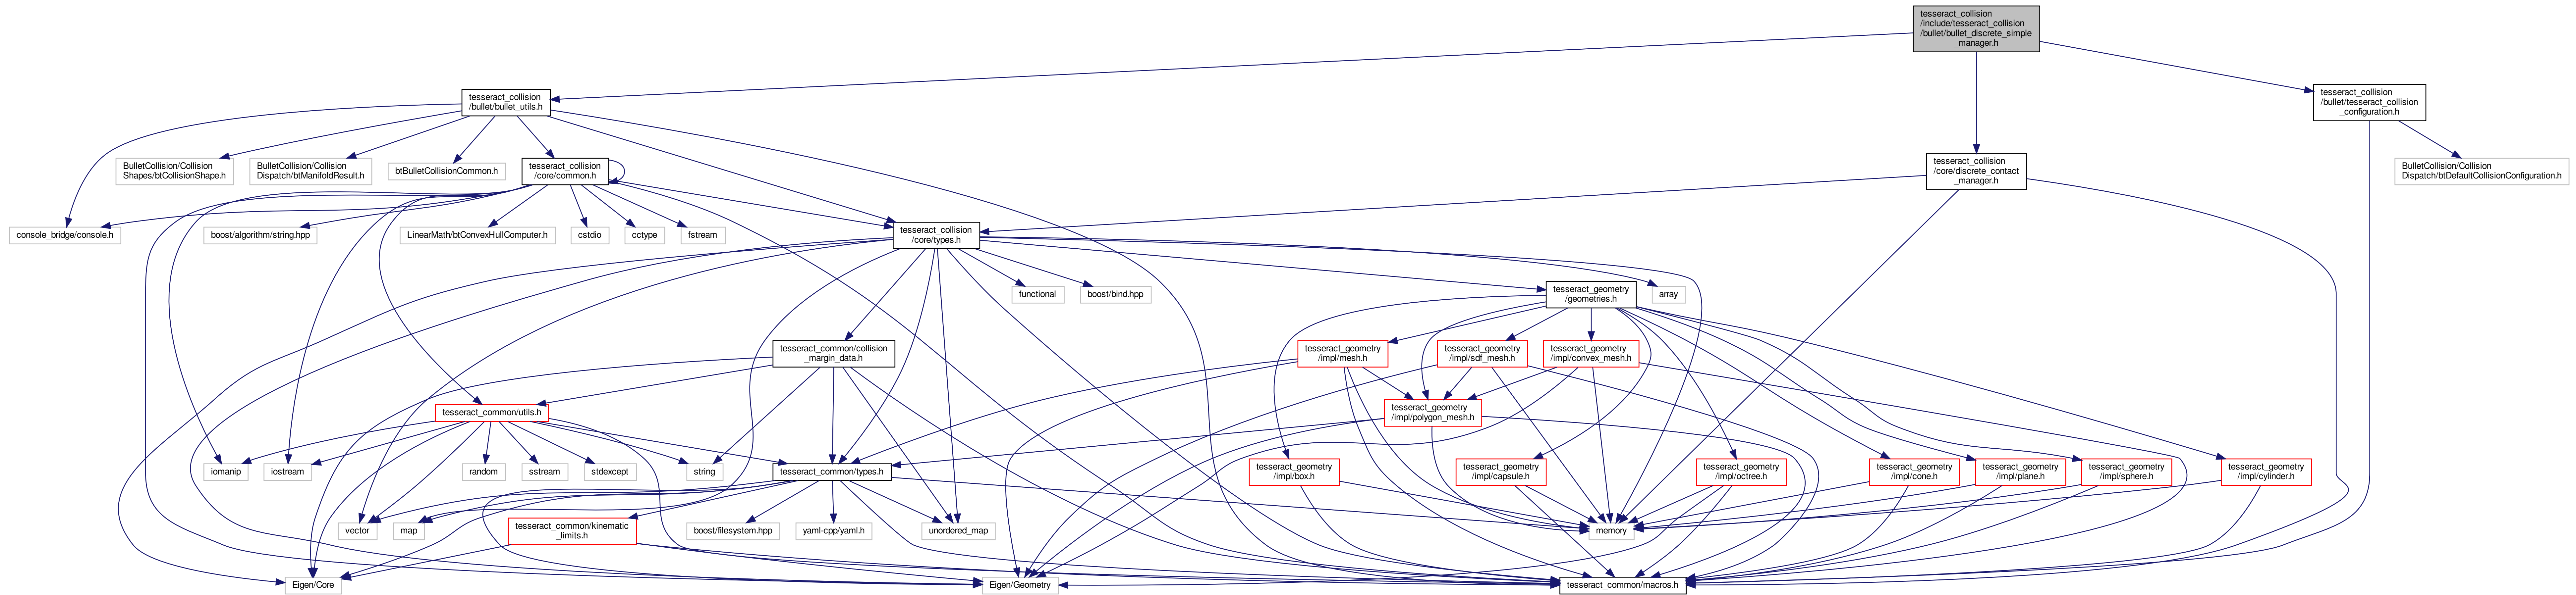 tesseract_collision
/include/tesseract_collision
/bullet/bullet_discrete_simple
_manager.h
tesseract_collision
/bullet/bullet_utils.h
tesseract_collision
/bullet/tesseract_collision
_configuration.h
BulletCollision/Collision
Shapes/btCollisionShape.h
BulletCollision/Collision
Dispatch/btManifoldResult.h
btBulletCollisionCommon.h
tesseract_collision
/core/common.h
tesseract_collision
/core/discrete_contact
_manager.h
BulletCollision/Collision
Dispatch/btDefaultCollisionConfiguration.h
console_bridge/console.h
boost/algorithm/string.hpp
LinearMath/btConvexHullComputer.h
cstdio
cctype
fstream
tesseract_collision
/core/types.h
functional
boost/bind.hpp
tesseract_geometry
/geometries.h
array
tesseract_common/collision
_margin_data.h
tesseract_geometry
/impl/mesh.h
tesseract_geometry
/impl/sdf_mesh.h
tesseract_geometry
/impl/convex_mesh.h
tesseract_common/utils.h
tesseract_geometry
/impl/polygon_mesh.h
iomanip
iostream
random
sstream
stdexcept
string
tesseract_common/types.h
tesseract_geometry
/impl/box.h
tesseract_geometry
/impl/capsule.h
tesseract_geometry
/impl/octree.h
tesseract_geometry
/impl/cone.h
tesseract_geometry
/impl/plane.h
tesseract_geometry
/impl/sphere.h
tesseract_geometry
/impl/cylinder.h
vector
map
tesseract_common/kinematic
_limits.h
boost/filesystem.hpp
yaml-cpp/yaml.h
unordered_map
memory
Eigen/Core
Eigen/Geometry
tesseract_common/macros.h